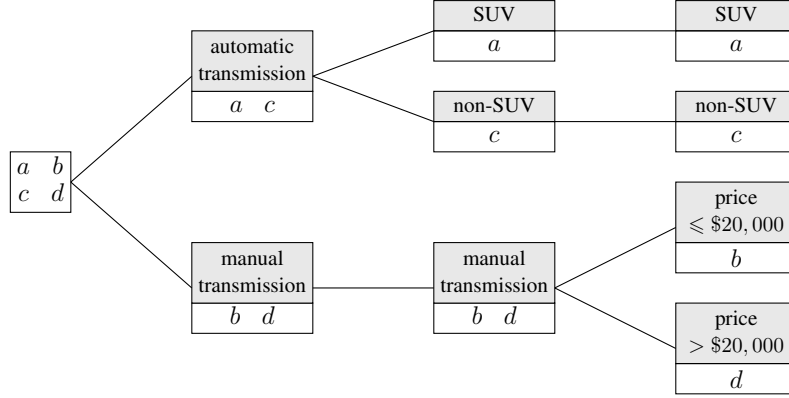 a b
c d
automatic
transmission
a c
manual
transmission
b d
SUV
a
non-SUV
c
manual
transmission
b d
SUV
a
non-SUV
c
price
⩽ $20,000
b
price
> $20,000
d